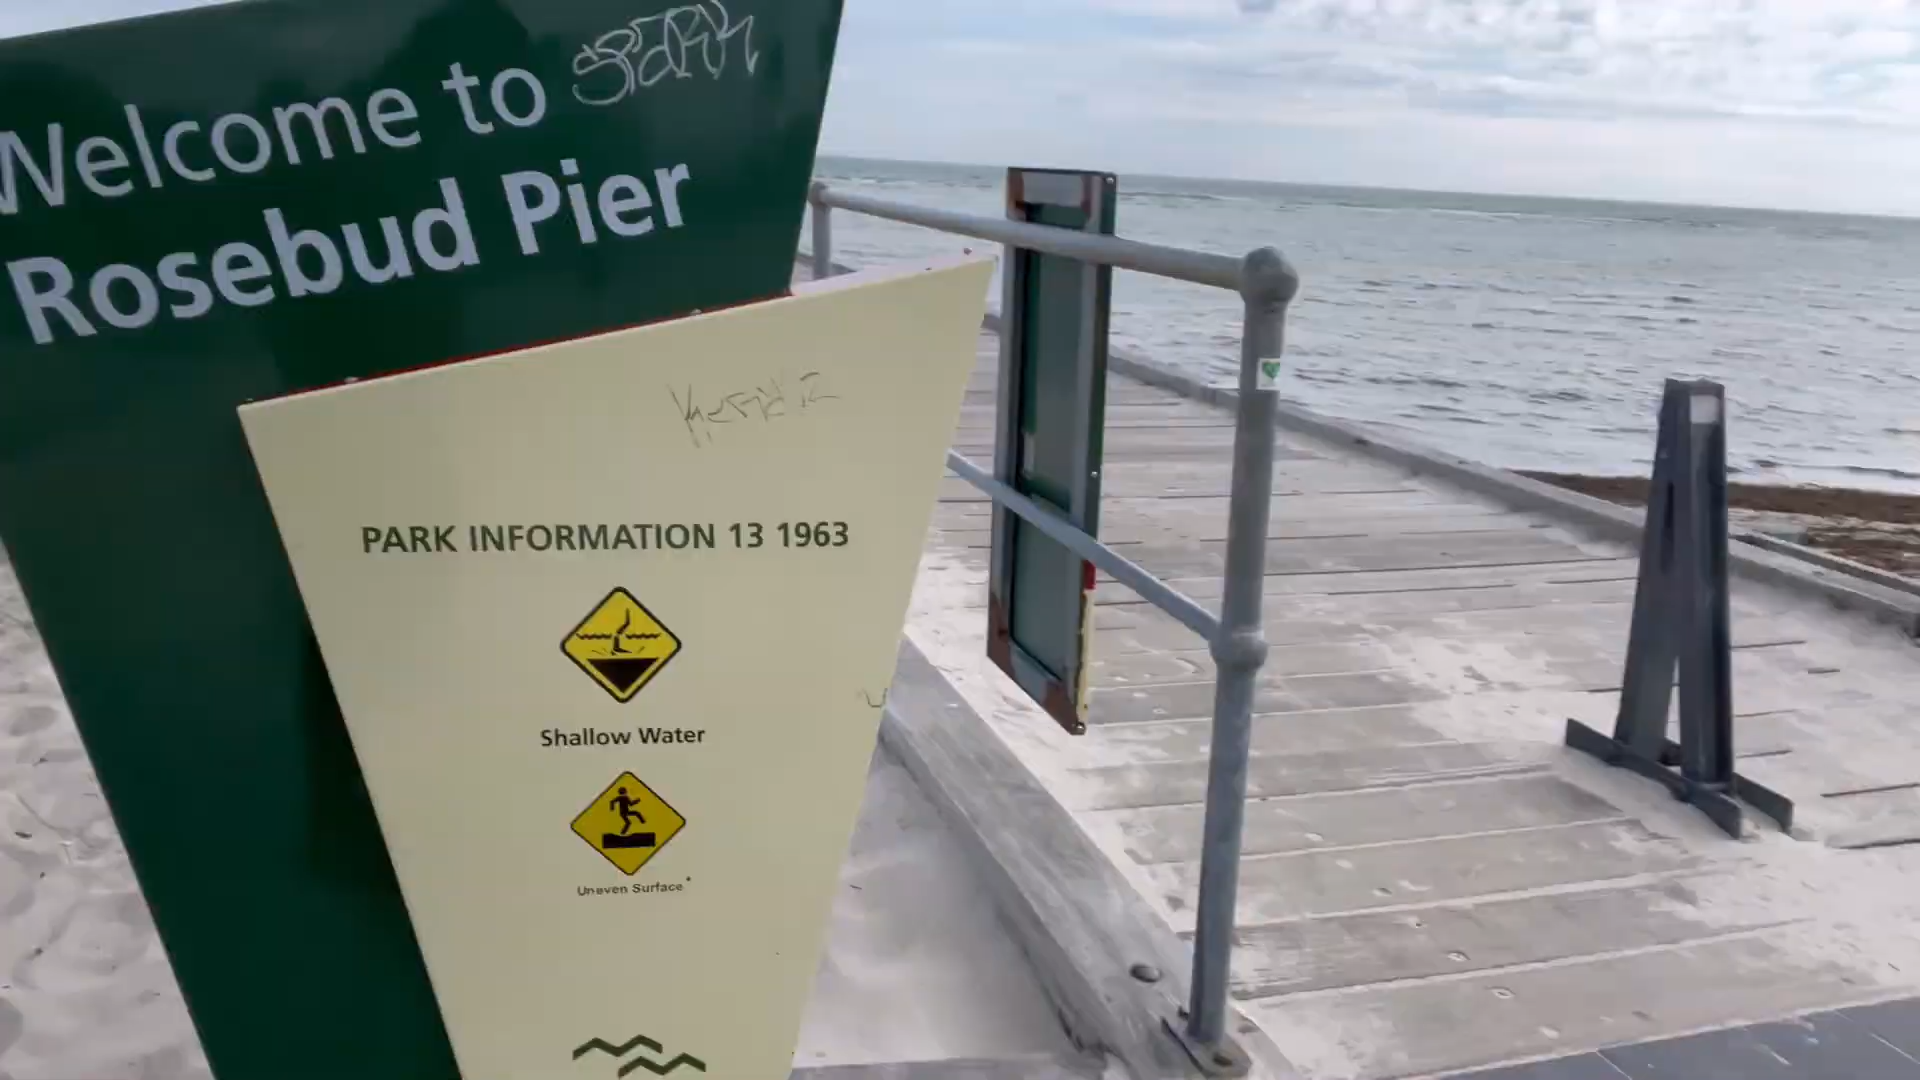 Welcome to
Rosebud Pier
PARK INFORMATION 13 1963
Shallow Water
Uneven Surface